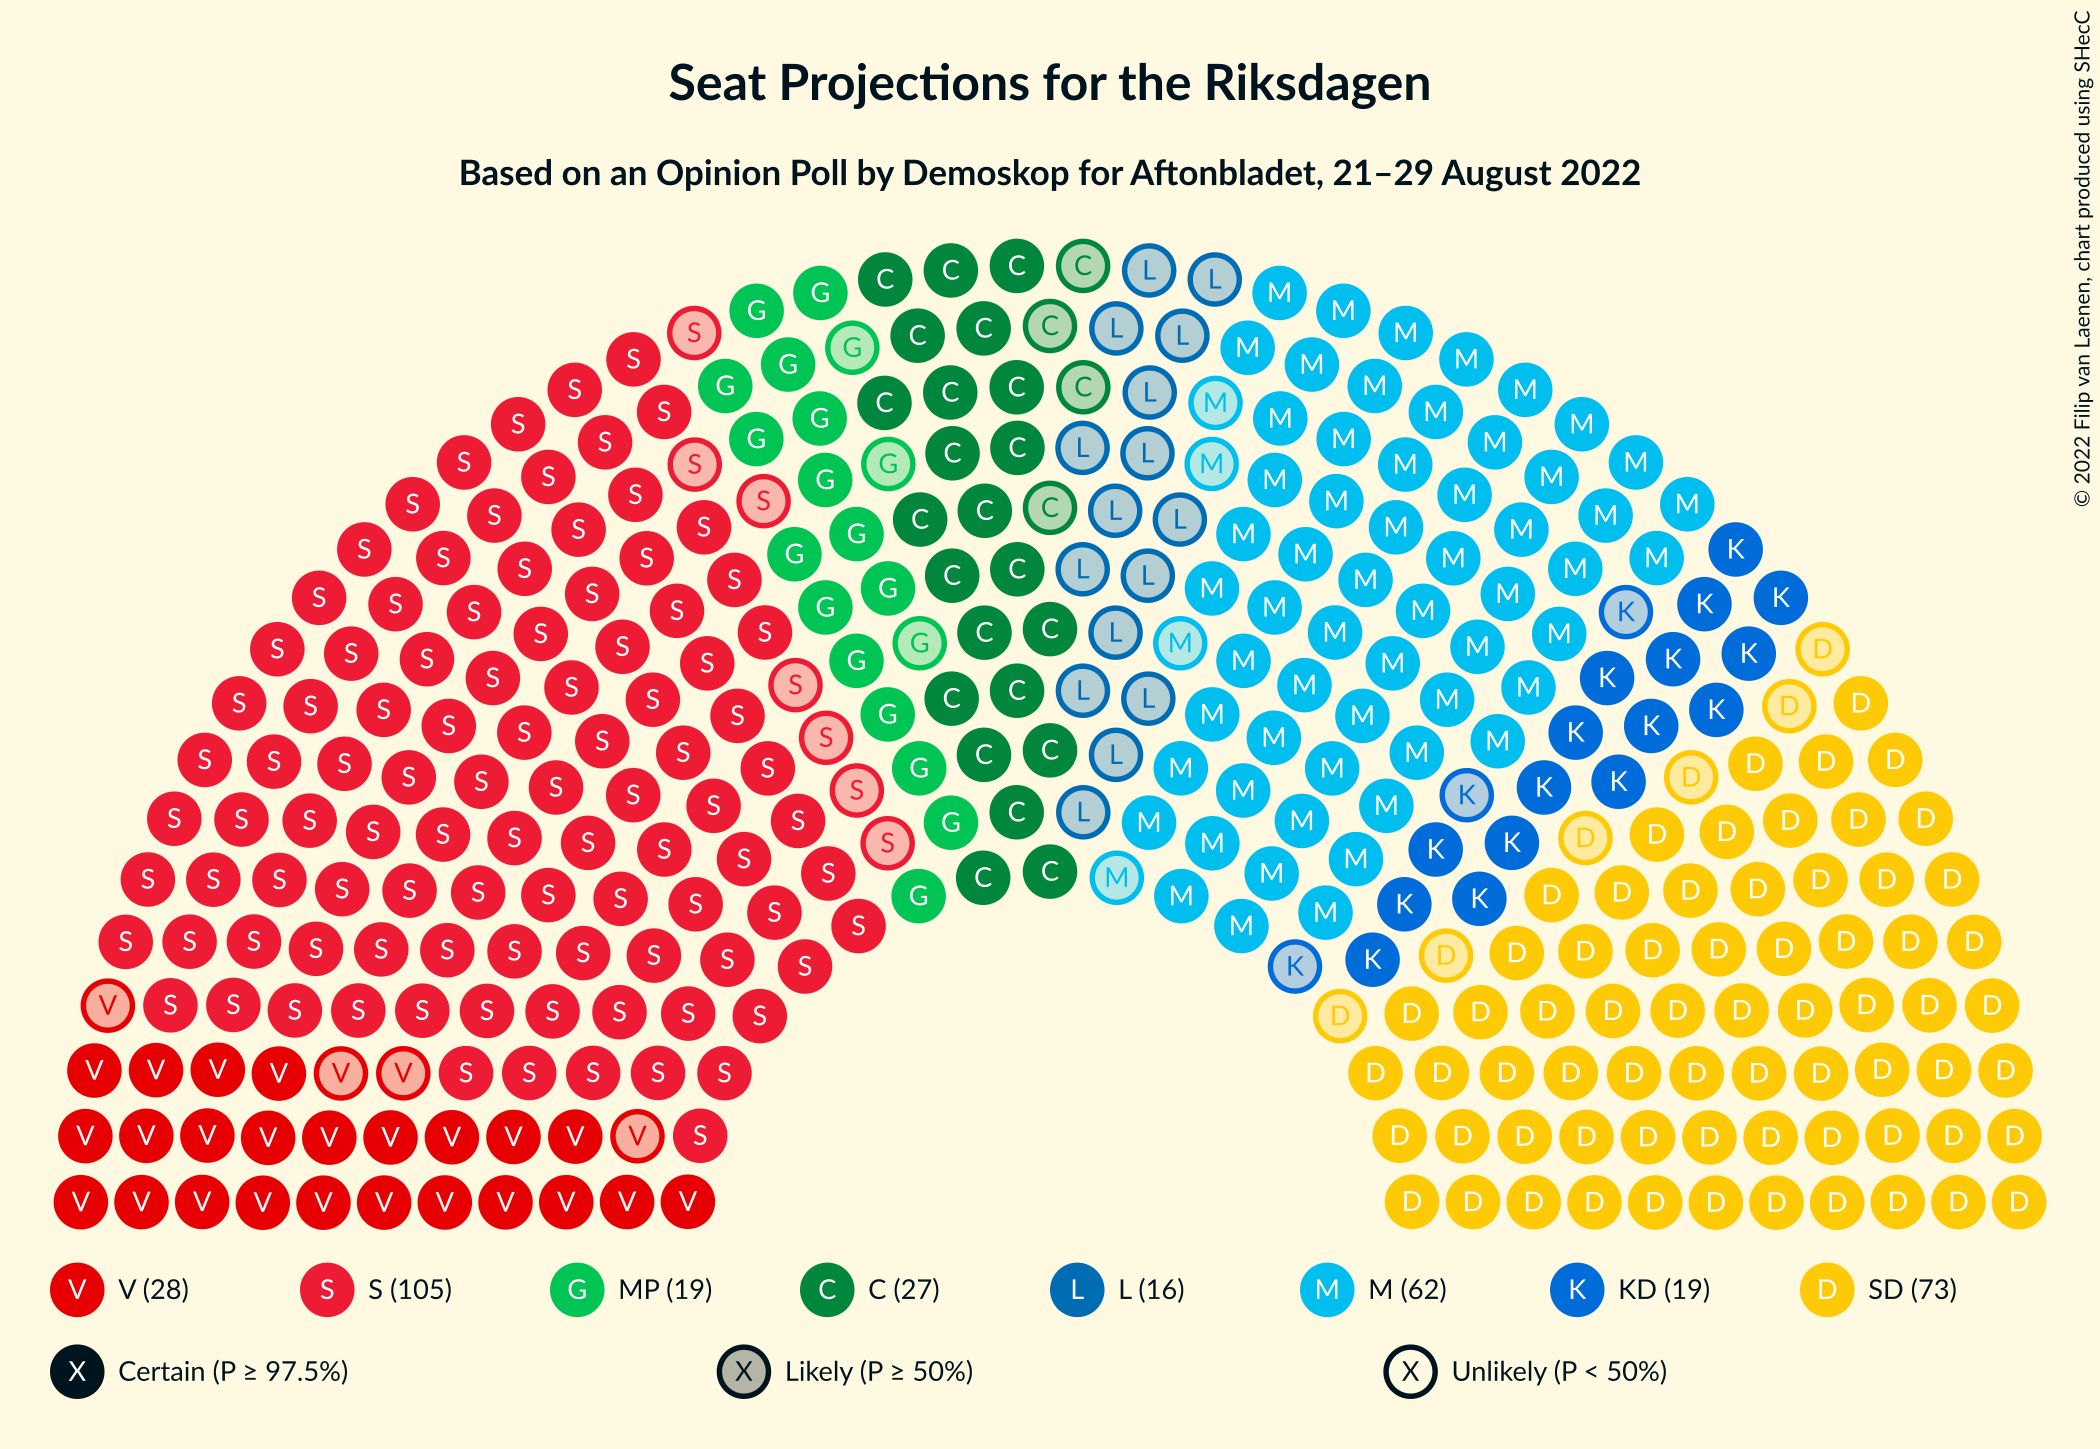 Seat Projections for the Riksdagen
Based on an Opinion Poll by Demoskop for Aftonbladet, 21–29 August 2022
© 2022 Filip van Laenen, chart produced using SHecC
V V (28) S S (105) G MP (19) C C (27) L L (16) M M (62) K KD (19) D SD (73)
X Certain (P ≥ 97.5%) X Likely (P ≥ 50%) X Unlikely (P < 50%)